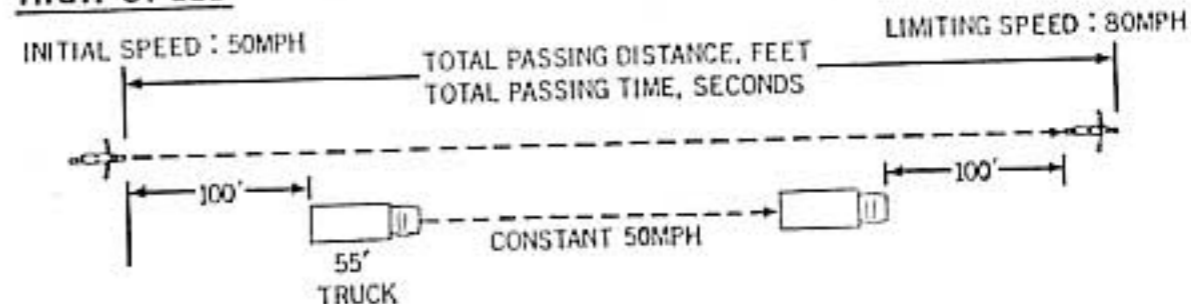 INITIAL SPEED : 50MPH
LIMITING SPEED : 80MPH
TOTAL PASSING DISTANCE, FEET
TOTAL PASSING TIME, SECONDS
100'
100'
CONSTANT 50MPH
55'
TRUCK